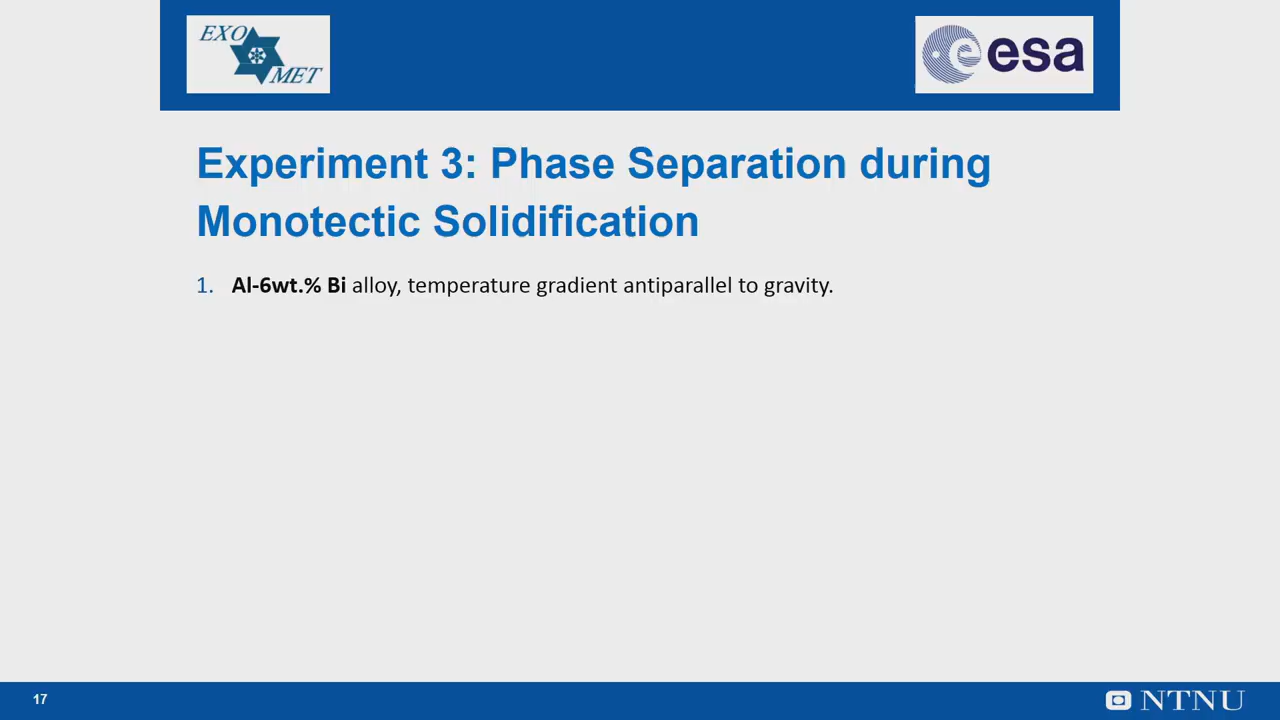 EXO
MET
esa
Experiment 3: Phase Separation during
Monotectic Solidification
1. Al-6wt.% Bi alloy, temperature gradient antiparallel to gravity.
17
NTNU